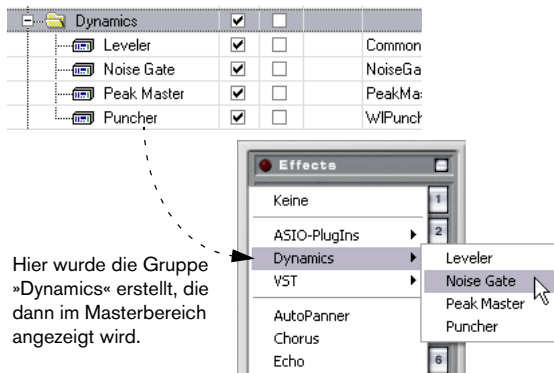 Dynamics
Leveler Common
Noise Gate NoiseGa
Peak Master PeakMa
Puncher WIPunch
Effects
Keine 1
ASIO-PlugIns 2
Dynamics
VST
AutoPanner
Chorus
Echo 6
Leveler
Noise Gate
Peak Master
Puncher
Hier wurde die Gruppe
»Dynamics« erstellt, die
dann im Masterbereich
angezeigt wird.